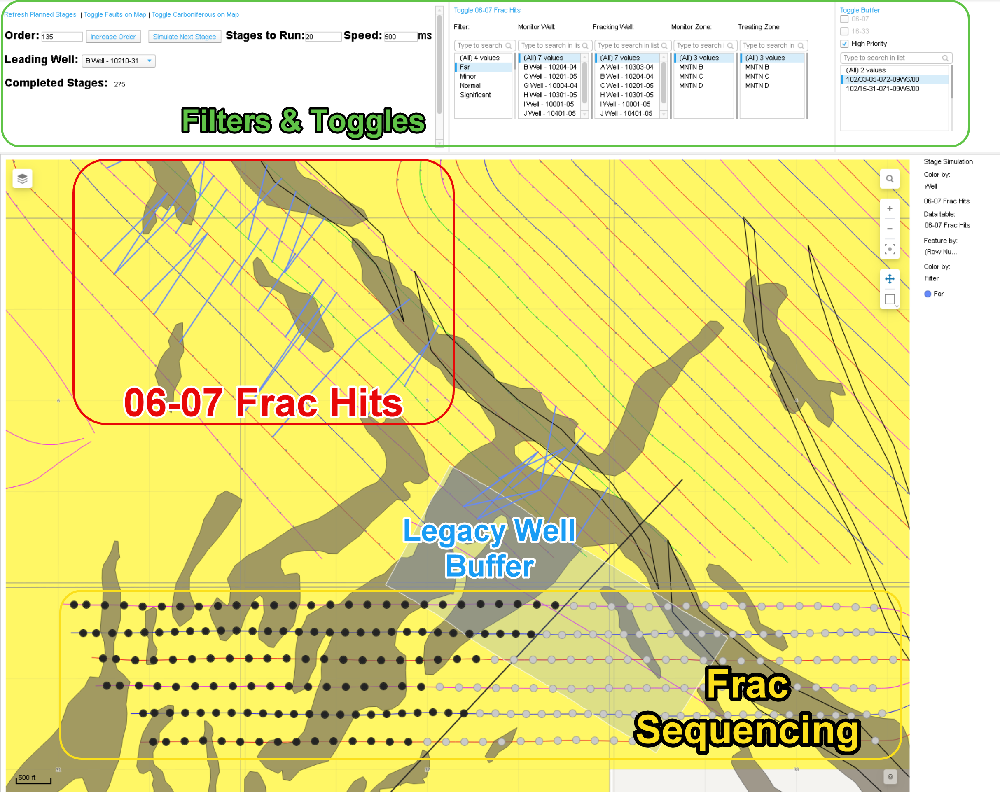 Refresh Planned Stages | Toggle Faults on Map | Toggle Carboniferous on Map
Order: 135 Increase Order Simulate Next Stages Stages to Run: 20 Speed: 500 ms
Leading Well: B Well - 10210-31
Completed Stages: 275
Filters & Toggles
Toggle 06-07 Frac Hits
Filter:
Type to search
(All) 4 values
Far
Minor
Normal
Significant
Monitor Well:
Type to search in lis
(All) 7 values
B Well - 10204-04
C Well - 10201-05
G Well - 10004-04
H Well - 10301-05
I Well - 10001-05
J Well - 10401-05
Fracking Well:
Type to search in list
(All) 7 values
A Well - 10303-04
B Well - 10204-04
C Well - 10201-05
H Well - 10301-05
I Well - 10001-05
J Well - 10401-05
Monitor Zone:
Type to search i
(All) 3 values
MNTN B
MNTN C
MNTN D
Treating Zone
Type to search in
(All) 3 values
MNTN B
MNTN C
MNTN D
Toggle Buffer
06-07
16-33
High Priority
Type to search in list
(All) 2 values
102/03-05-072-09W6/00
102/15-31-071-09W6/00
Stage Simulation
Color by:
Well
06-07 Frac Hits
Data table:
06-07 Frac Hits
Feature by:
(Row Nu...
Color by:
Filter
Far
06-07 Frac Hits
6
5
4
Legacy Well
Buffer
Frac
Sequencing
31
32
33
500 ft